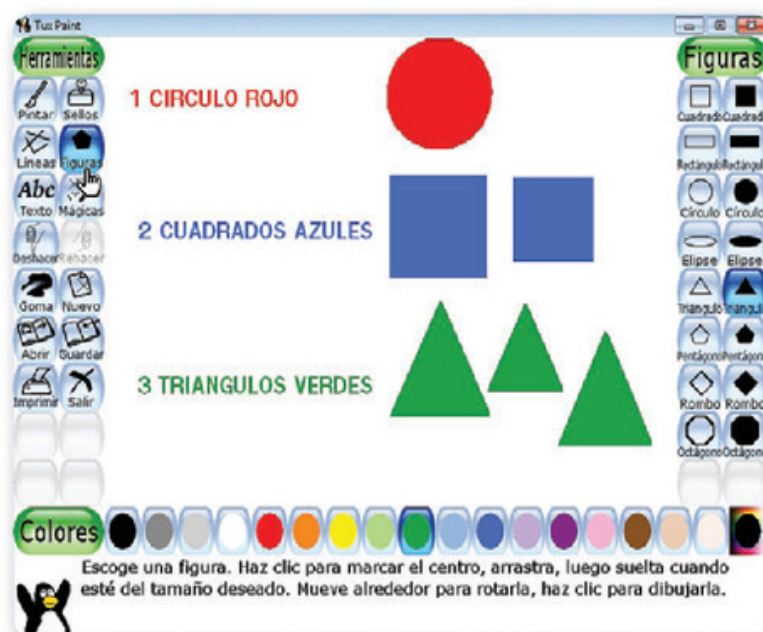 Tux Paint
Herramientas
Figuras
Pintar Sellos
Líneas Figuras
Abc
Texto Mágicas
Deshacer Rehacer
Goma Nuevo
Abrir Guardar
Imprimir Salir
1 CIRCULO ROJO
2 CUADRADOS AZULES
3 TRIANGULOS VERDES
Cuadrado Cuadrad
Rectángulo Rectángulo
Círculo Círculo
Elipse Elipse
Triángulo Triángulo
Pentágono Pentágono
Rombo Rombo
Octágono Octágono
Colores
Escoge una figura. Haz clic para marcar el centro, arrastra, luego suelta cuando
esté del tamaño deseado. Mueve alrededor para rotarla, haz clic para dibujarla.